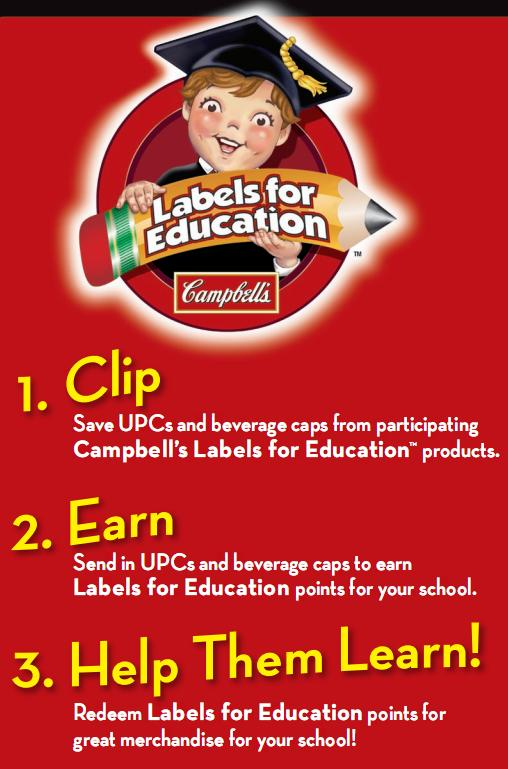 Labels for
Education
™
Campbell's
1. Clip
Save UPCs and beverage caps from participating
Campbell's Labels for Education™ products.
2. Earn
Send in UPCs and beverage caps to earn
Labels for Education points for your school.
3. Help Them Learn!
Redeem Labels for Education points for
great merchandise for your school!